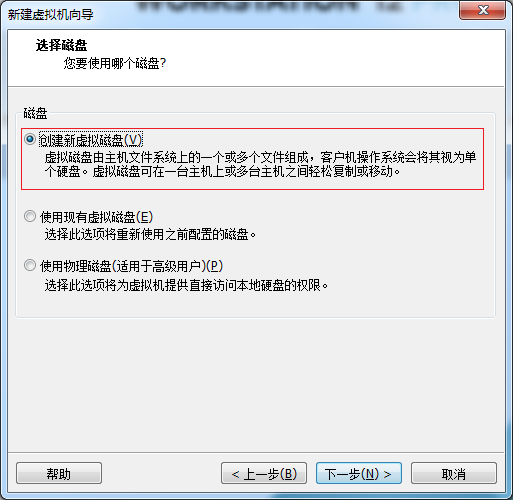 WORKSTATION 12
新建虚拟机向导
选择磁盘
您要使用哪个磁盘?
磁盘
创建新虚拟磁盘(V)
虚拟磁盘由主机文件系统上的一个或多个文件组成，客户机操作系统会将其视为单
个硬盘。虚拟磁盘可在一台主机上或多台主机之间轻松复制或移动。
使用现有虚拟磁盘(E)
选择此选项将重新使用之前配置的磁盘。
使用物理磁盘(适用于高级用户)(P)
选择此选项将为虚拟机提供直接访问本地硬盘的权限。
帮助
< 上一步(B)
下一步(N) >
取消